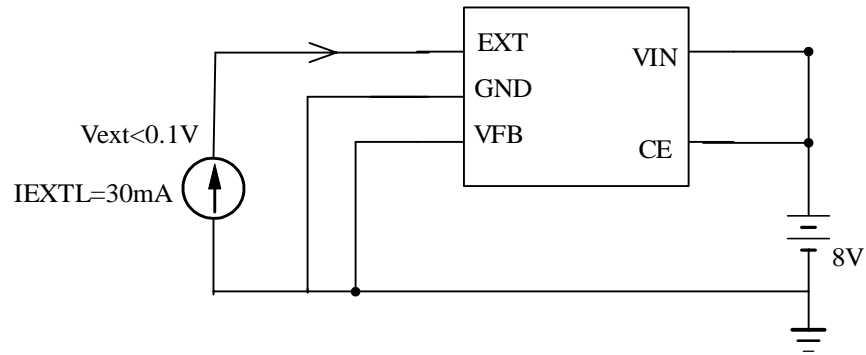 EXT
VIN
GND
Vext<0.1V
VFB
CE
IEXTL=30mA
8V